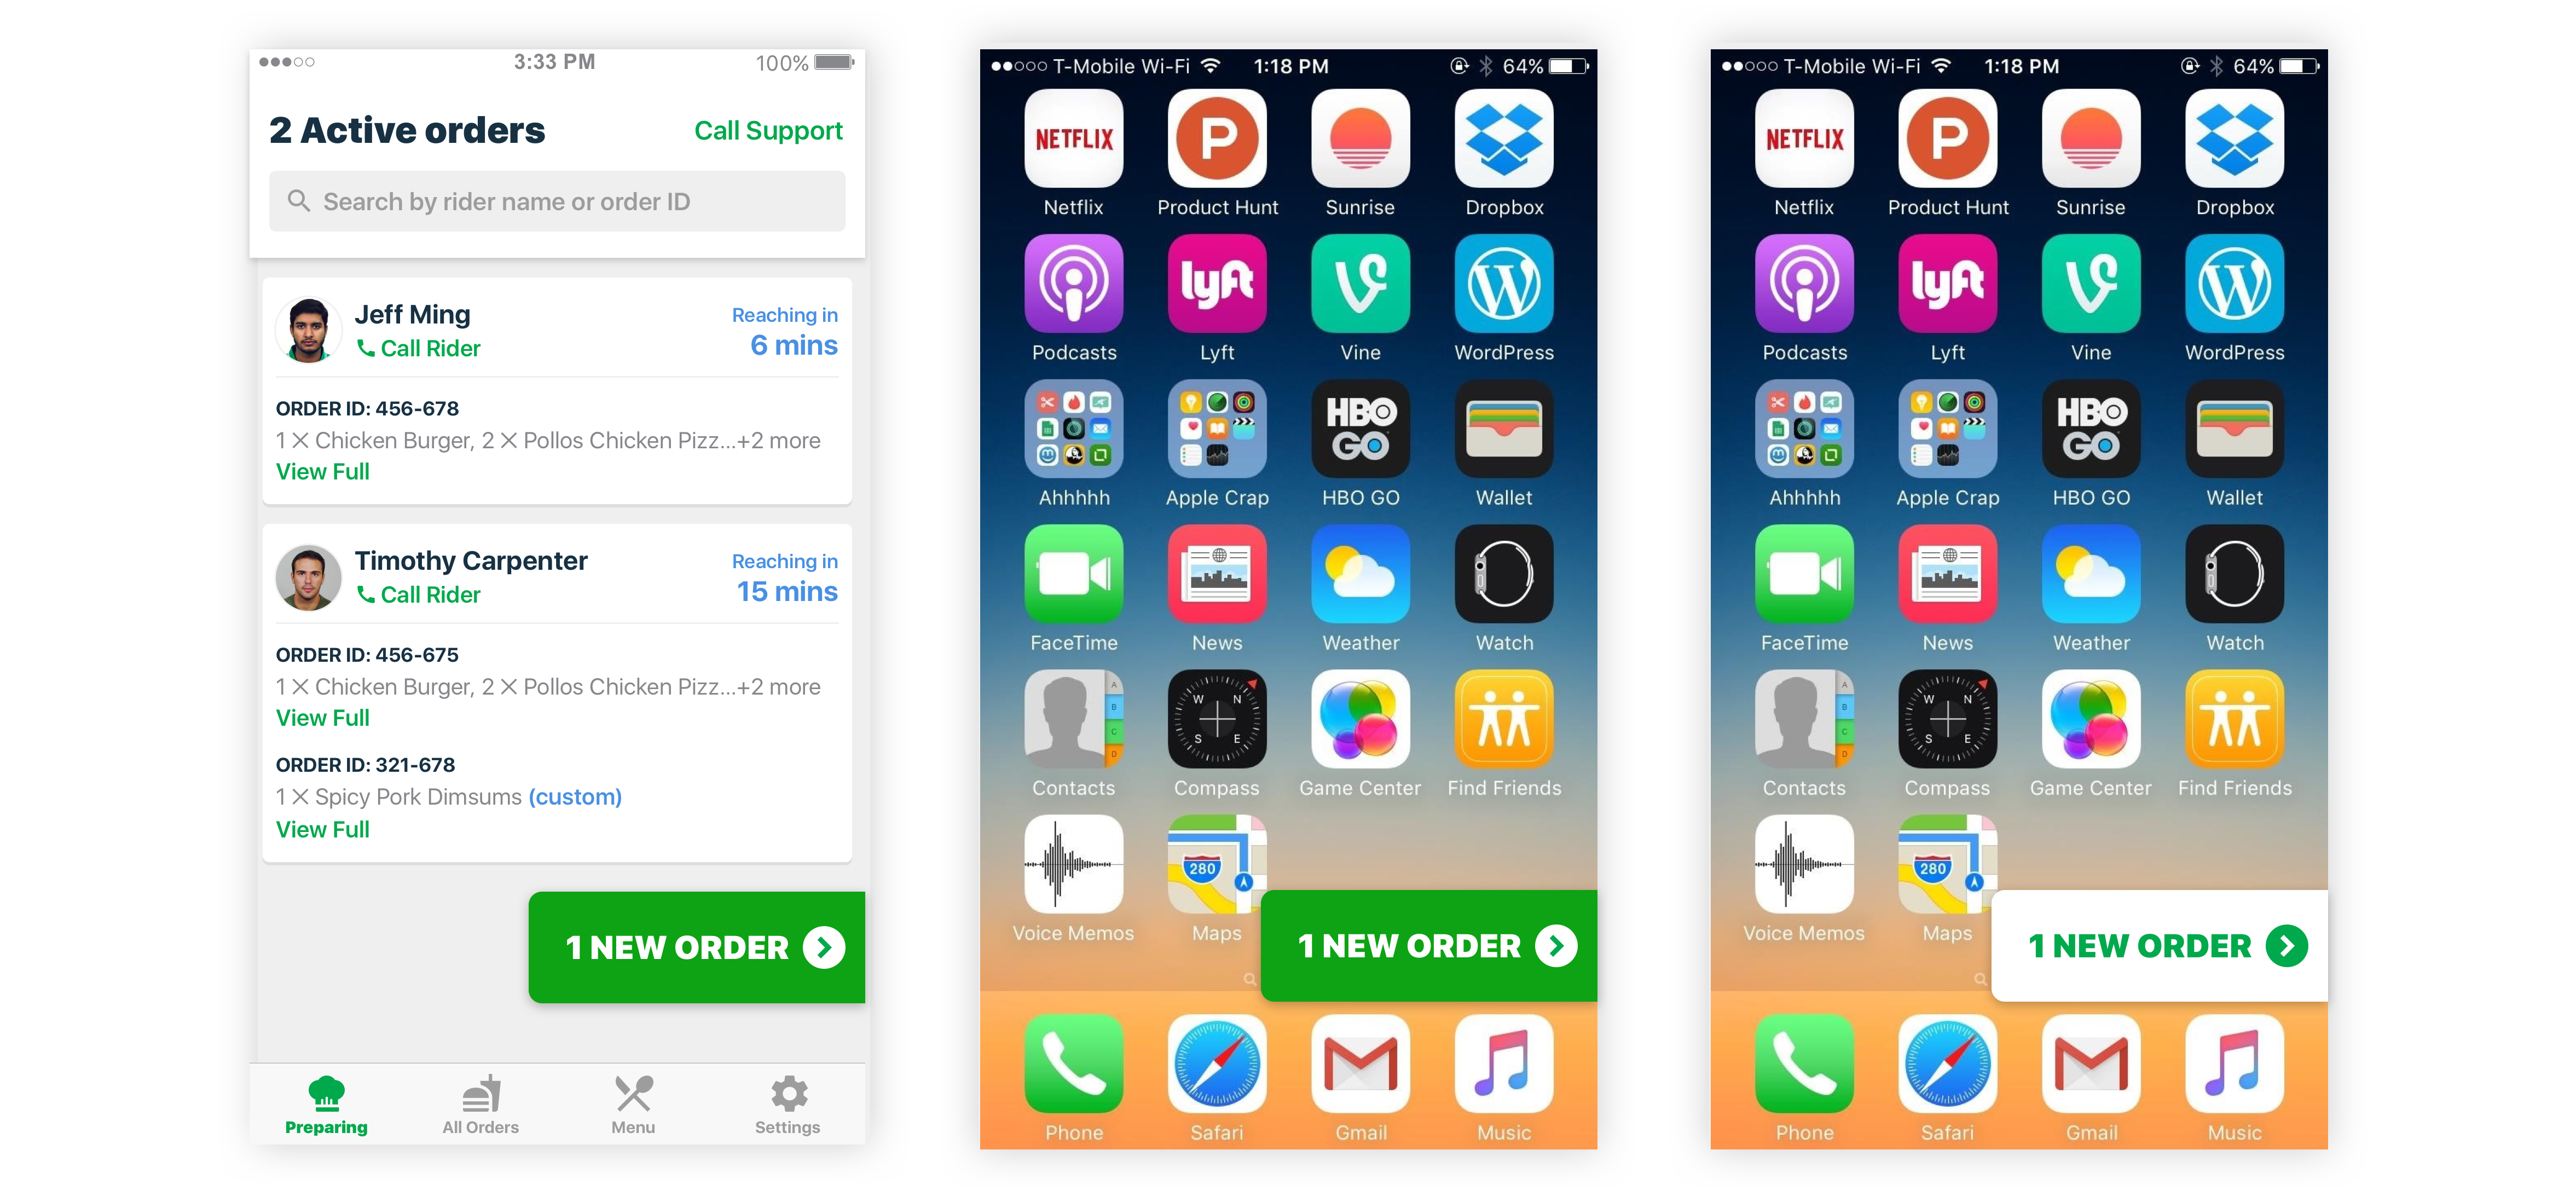 3:33 PM 100%
2 Active orders Call Support
Search by rider name or order ID
Jeff Ming Reaching in
Call Rider 6 mins
ORDER ID: 456-678
1 × Chicken Burger, 2 × Pollos Chicken Pizz...+2 more
View Full
Timothy Carpenter Reaching in
Call Rider 15 mins
ORDER ID: 456-675
1 × Chicken Burger, 2 × Pollos Chicken Pizz...+2 more
View Full
ORDER ID: 321-678
1 × Spicy Pork Dimsums (custom)
View Full
1 NEW ORDER
Preparing All Orders Menu Settings
T-Mobile Wi-Fi 1:18 PM 64%
NETFLIX P
Netflix Product Hunt Sunrise Dropbox
lyft V W
Podcasts Lyft Vine WordPress
HBO
GO
Ahhhhh Apple Crap HBO GO Wallet
FaceTime News Weather Watch
A
W N B
C
S E D
Contacts Compass Game Center Find Friends
280
Voice Memos Maps
1 NEW ORDER
Phone Safari Gmail Music
T-Mobile Wi-Fi 1:18 PM 64%
NETFLIX P
Netflix Product Hunt Sunrise Dropbox
lyft V W
Podcasts Lyft Vine WordPress
HBO
GO
Ahhhhh Apple Crap HBO GO Wallet
FaceTime News Weather Watch
A
W N B
C
S E D
Contacts Compass Game Center Find Friends
280
Voice Memos Maps
1 NEW ORDER
Phone Safari Gmail Music